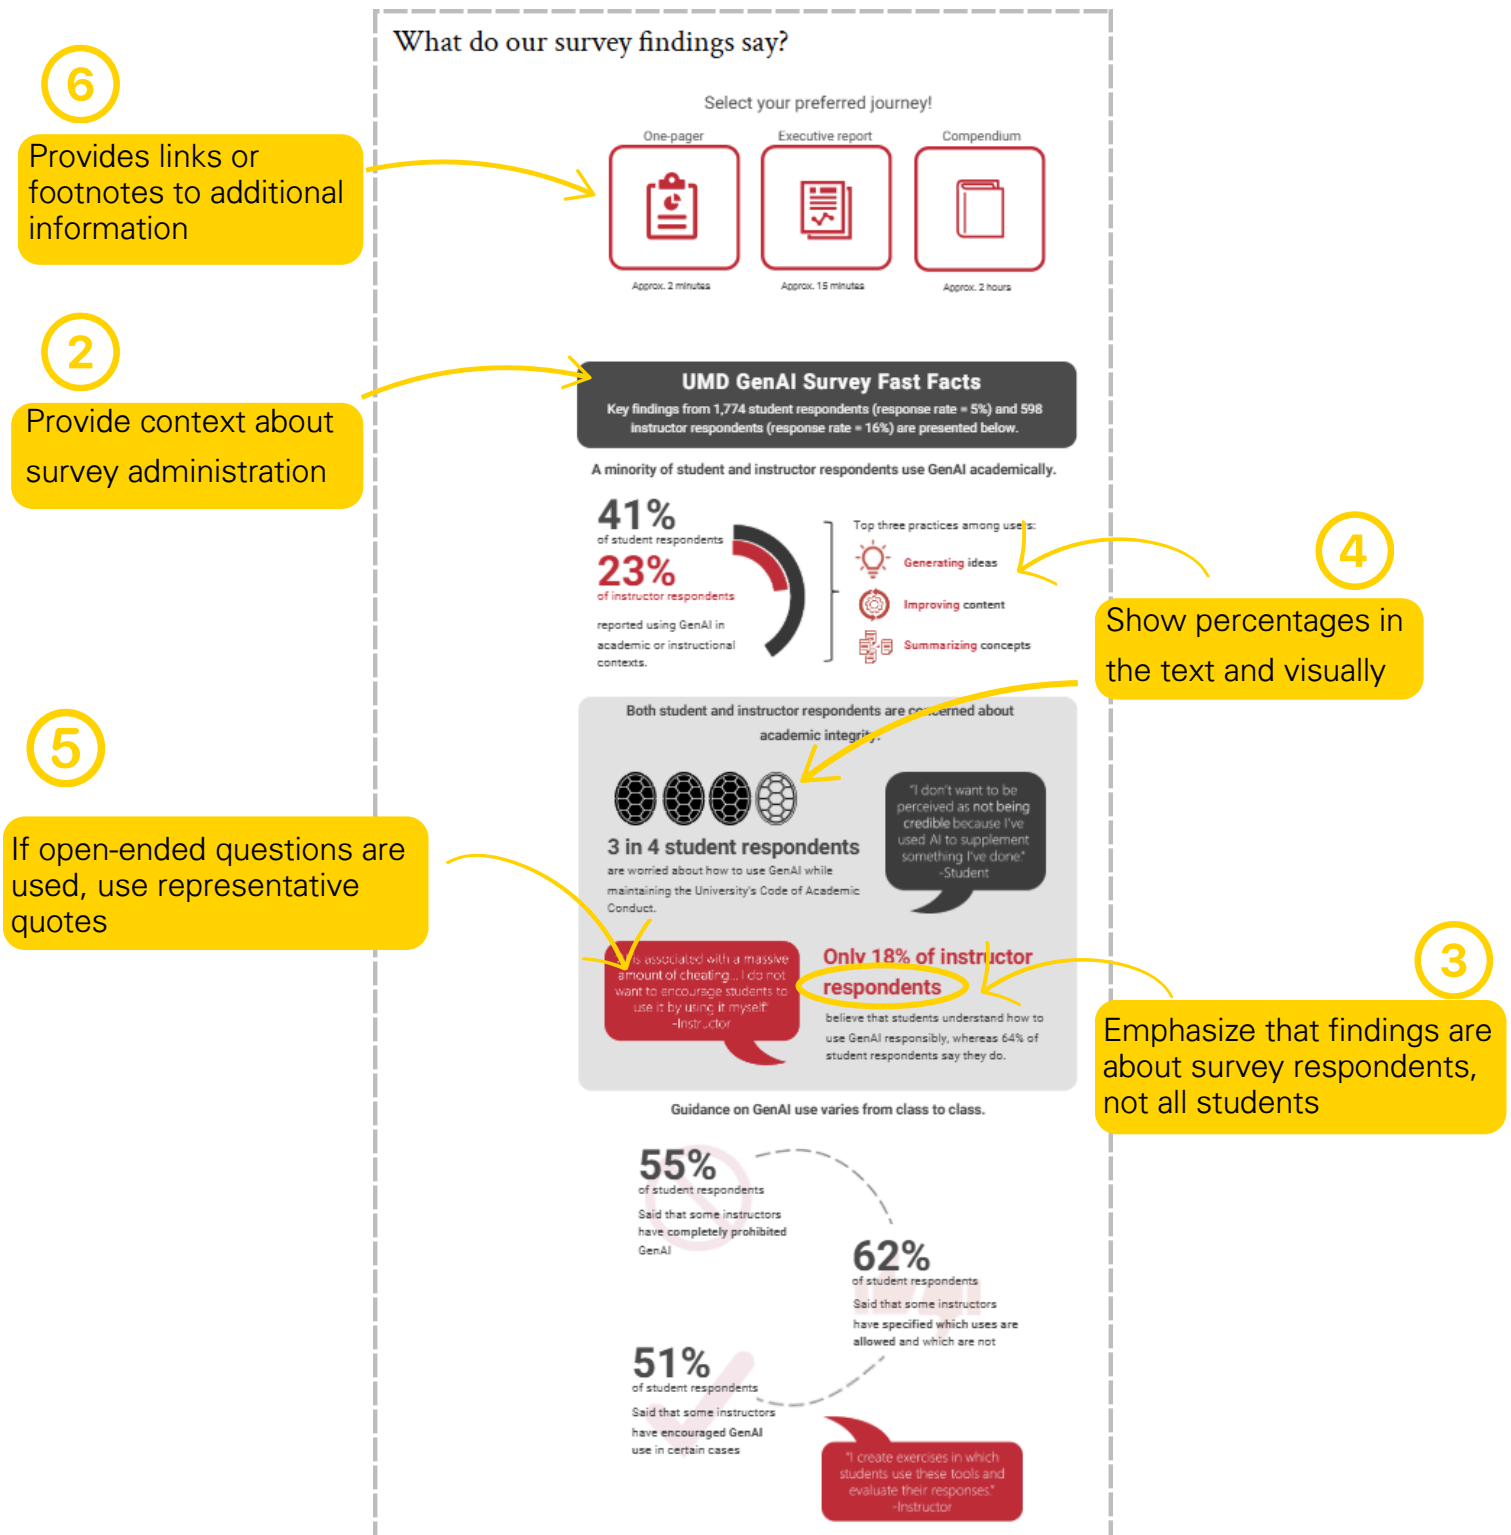 What do our survey findings say?
6
Provides links or
footnotes to additional
information
Select your preferred journey!
One-pager
Executive report
Compendium
Approx. 2 minutes
Approx. 15 minutes
Approx. 2 hours
2
Provide context about
survey administration
UMD GenAI Survey Fast Facts
Key findings from 1,774 student respondents (response rate = 5%) and 598
instructor respondents (response rate = 16%) are presented below.
A minority of student and instructor respondents use GenAI academically.
41%
of student respondents
23%
of instructor respondents
reported using GenAI in
academic or instructional
contexts.
Top three practices among users:
Generating ideas
Improving content
Summarizing concepts
4
Show percentages in
the text and visually
Both student and instructor respondents are concerned about
academic integrity.
5
If open-ended questions are
used, use representative
quotes
3 in 4 student respondents
are worried about how to use GenAI while
maintaining the University's Code of Academic
Conduct.
"I don't want to be
perceived as not being
credible because I've
used AI to supplement
something I've done."
-Student
is associated with a massive
amount of cheating... I do not
want to encourage students to
use it by using it myself."
-Instructor
Only 18% of instructor
respondents
believe that students understand how to
use GenAI responsibly, whereas 64% of
student respondents say they do.
3
Emphasize that findings are
about survey respondents,
not all students
Guidance on GenAI use varies from class to class.
55%
of student respondents
Said that some instructors
have completely prohibited
GenAI
62%
of student respondents
Said that some instructors
have specified which uses are
allowed and which are not
51%
of student respondents
Said that some instructors
have encouraged GenAI
use in certain cases
"I create exercises in which
students use these tools and
evaluate their responses."
-Instructor